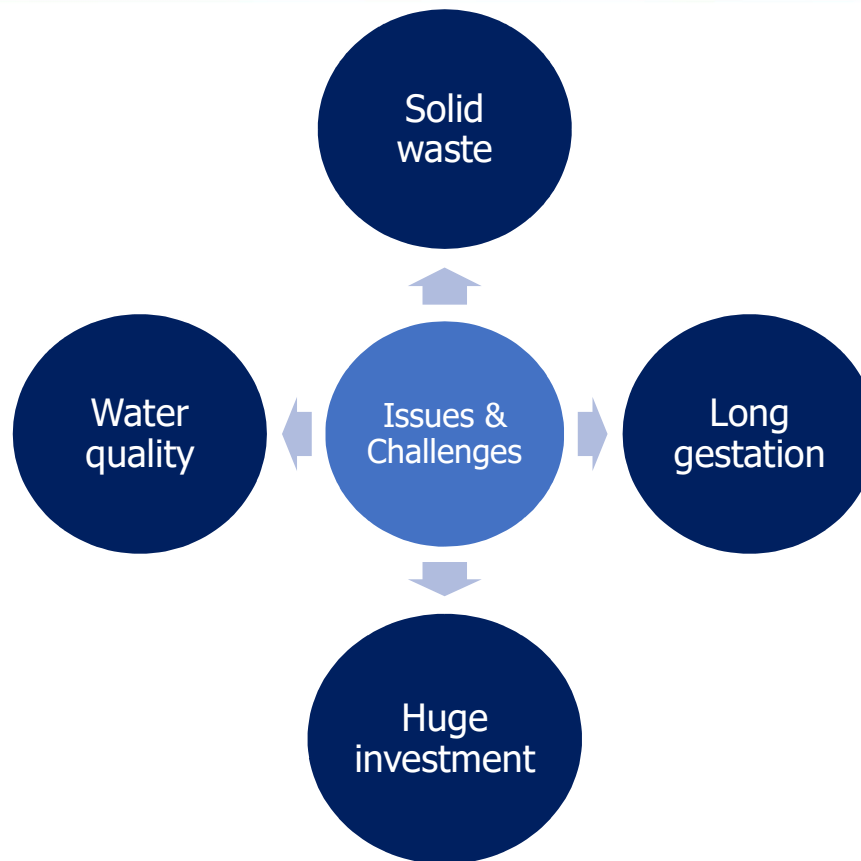 Solid
waste
Water
quality
Issues &
Challenges
Long
gestation
Huge
investment